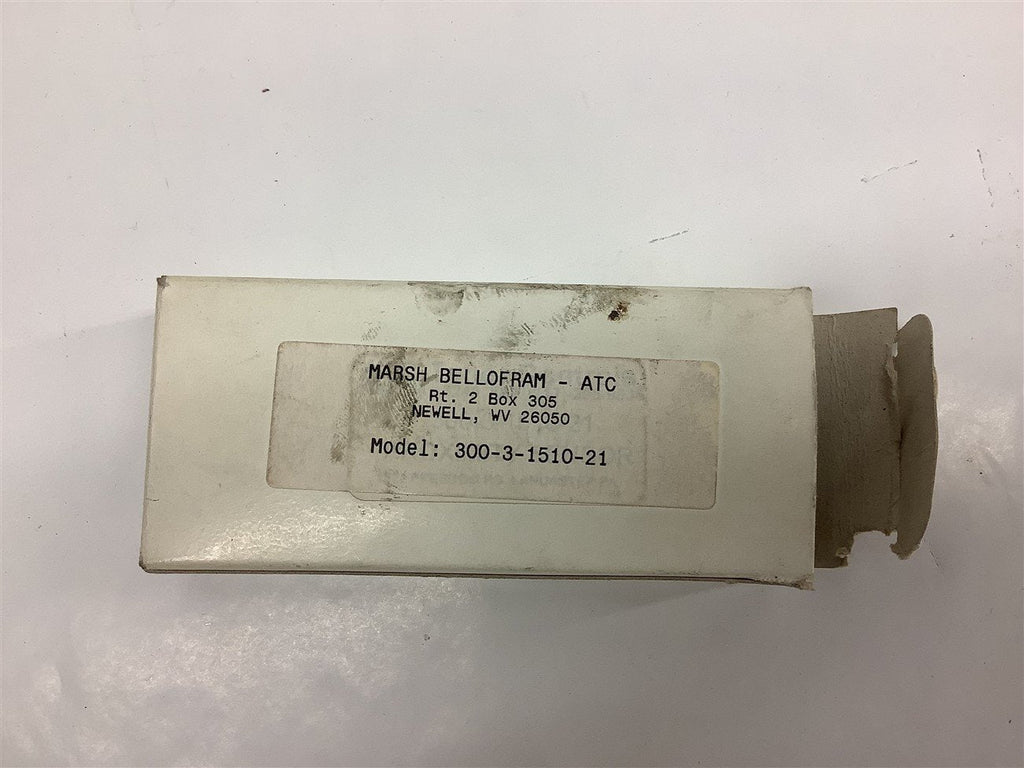 MARSH BELLOFRAM - ATC
Rt. 2 Box 305
NEWELL, WV 26050
Model: 300-3-1510-21